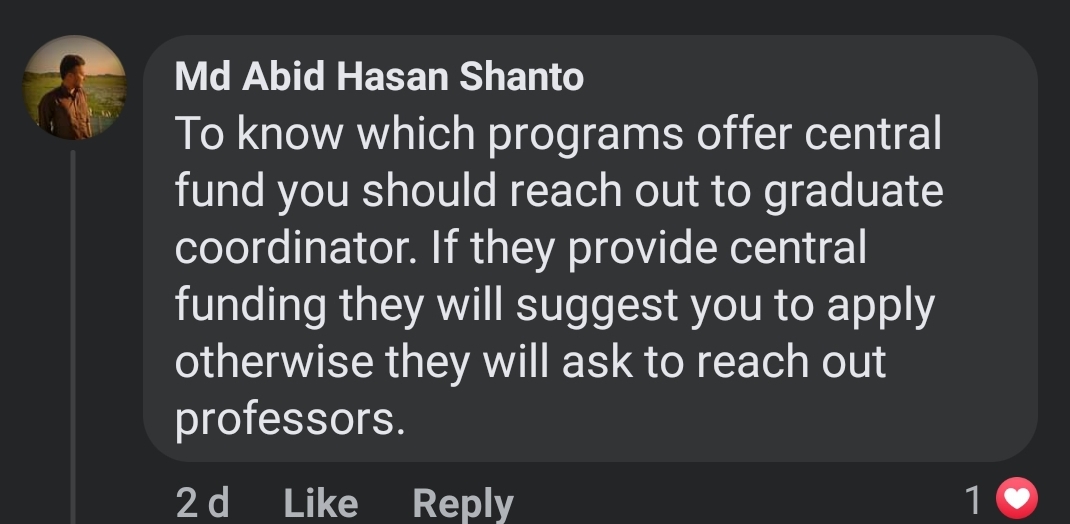 Md Abid Hasan Shanto
To know which programs offer central
fund you should reach out to graduate
coordinator. If they provide central
funding they will suggest you to apply
otherwise they will ask to reach out
professors.
2 d Like Reply 1